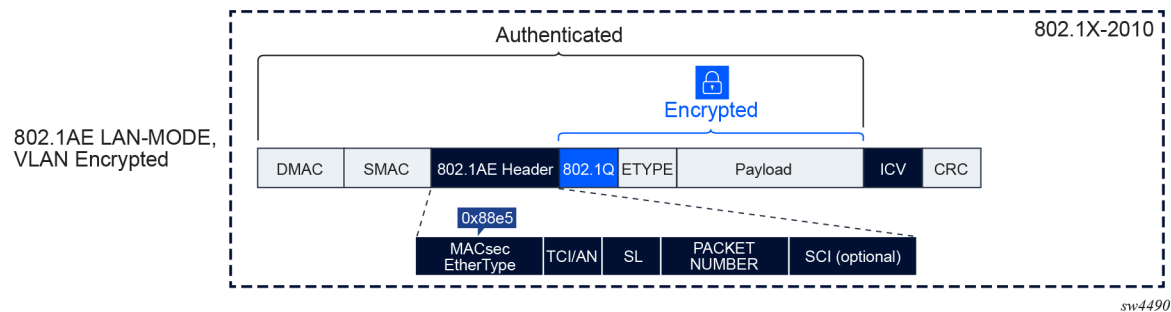 802.1X-2010
Authenticated
Encrypted
802.1AE LAN-MODE,
VLAN Encrypted
DMAC SMAC 802.1AE Header 802.1Q ETYPE Payload ICV CRC
0x88e5
MACsec
EtherType
TCI/AN
SL
PACKET
NUMBER
SCI (optional)
sw4490